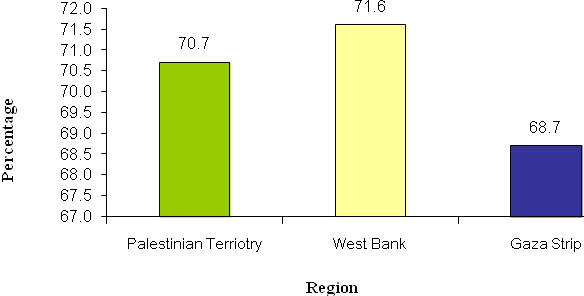 Percentage
72.0
71.5
71.0
70.5
70.0
69.5
69.0
68.5
68.0
67.5
67.0
70.7
71.6
68.7
Palestinian Terriotry
West Bank
Gaza Strip
Region